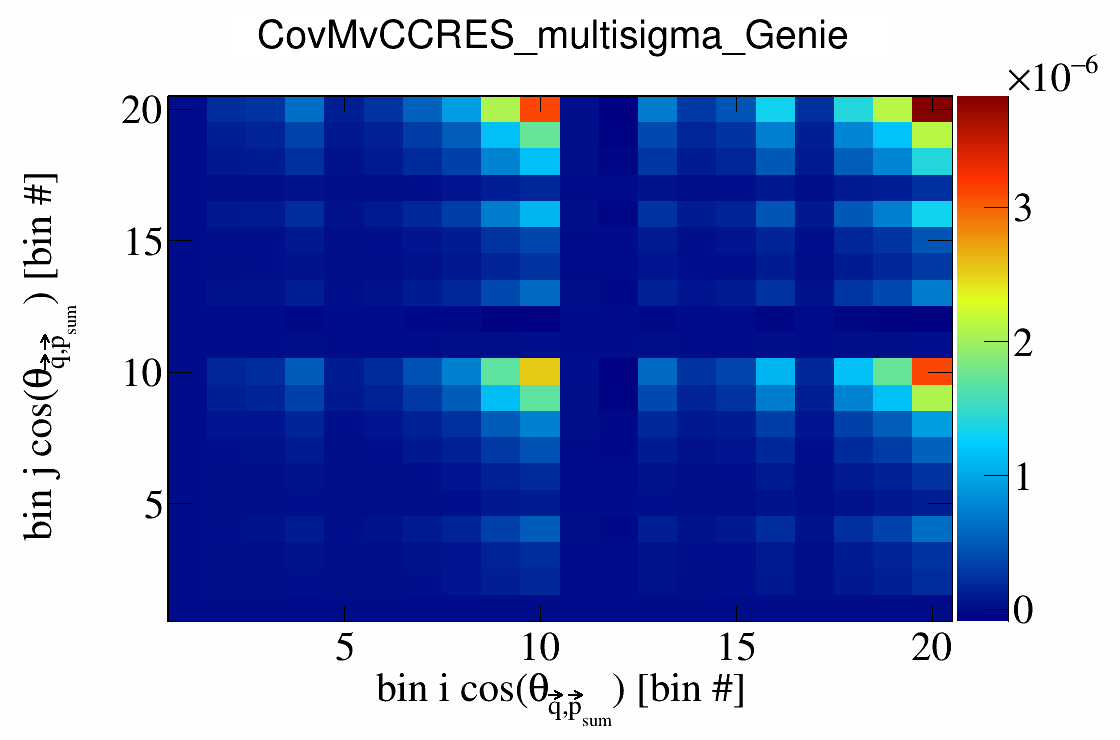 CovMvCCRES_multisigma_Genie
×10⁻⁶
20
15
10
5
3
2
1
0
5 10 15 20
bin j cos(θ_{q⃗,p⃗_{sum}}) [bin #]
bin i cos(θ_{q⃗,p⃗_{sum}}) [bin #]